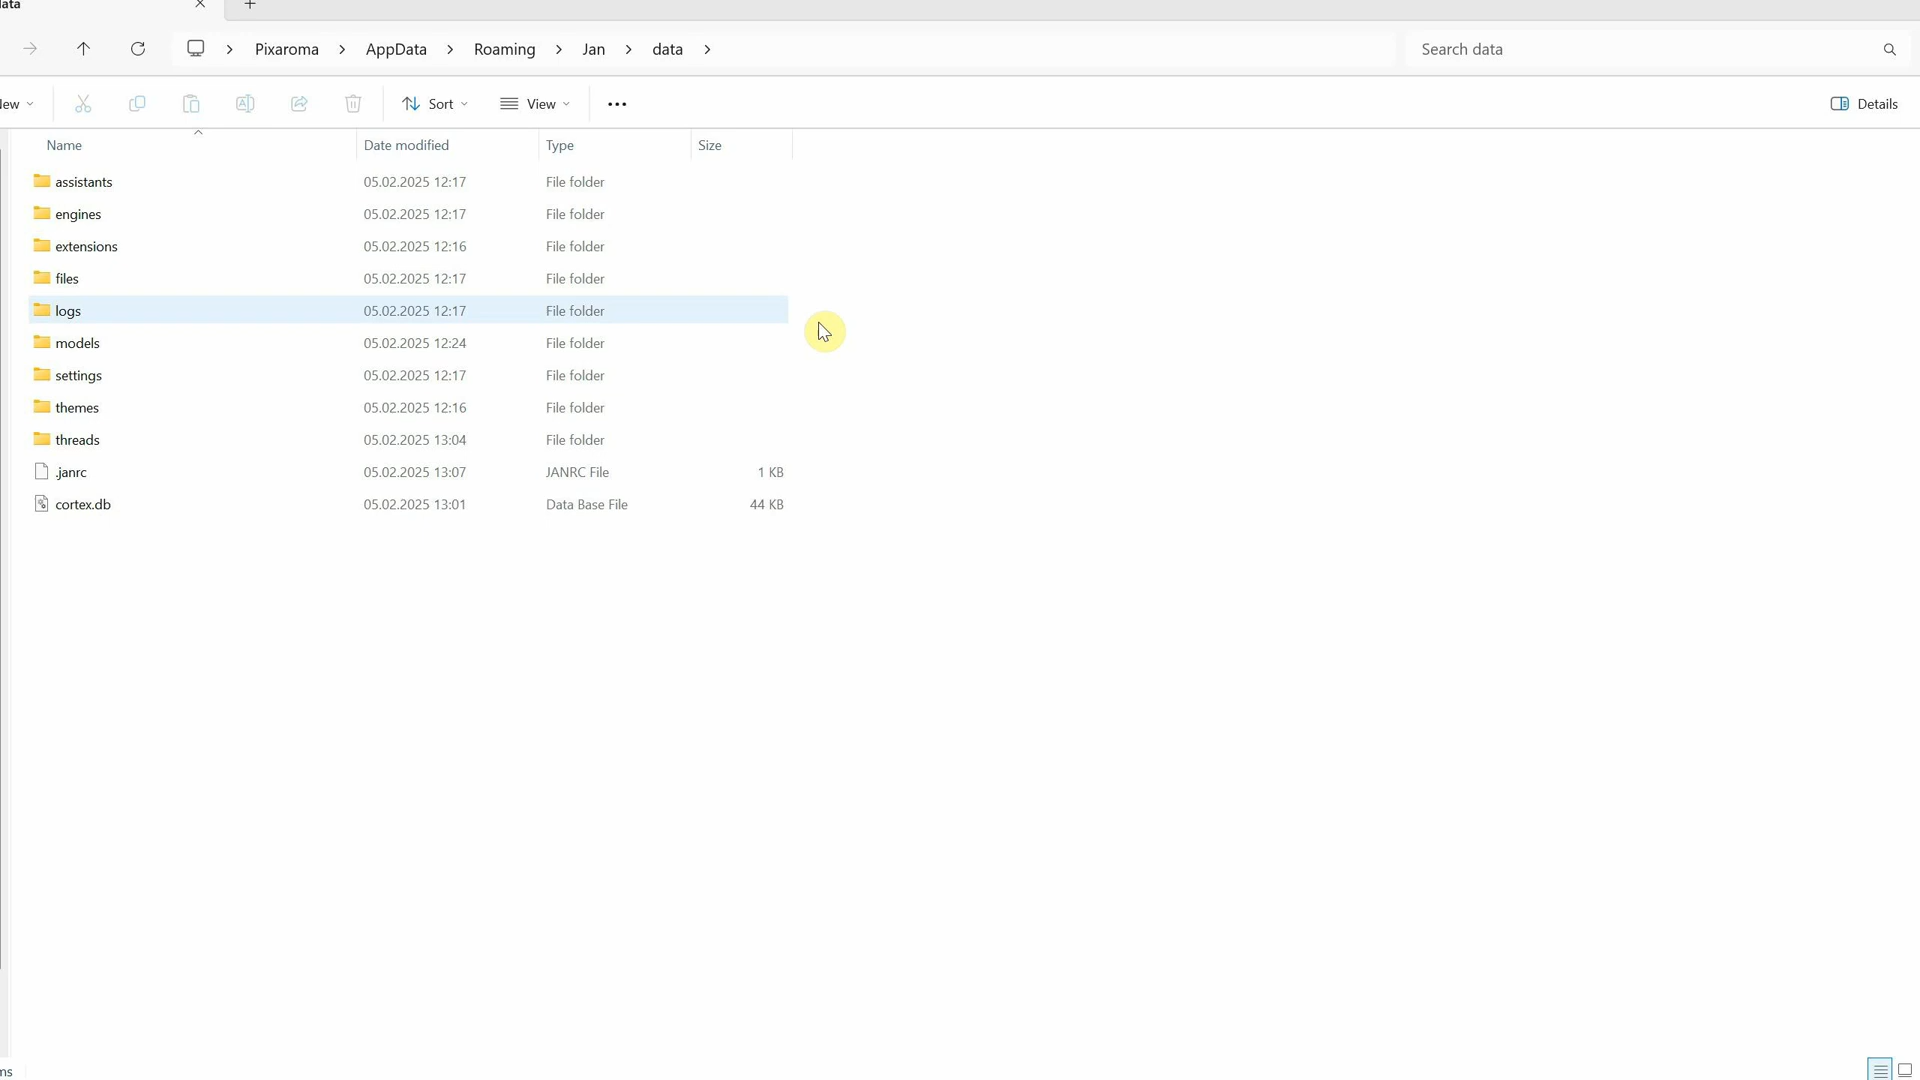 data
Pixaroma > AppData > Roaming > Jan > data >
Search data
New
Sort
View
Details
Name Date modified Type Size
assistants 05.02.2025 12:17 File folder
engines 05.02.2025 12:17 File folder
extensions 05.02.2025 12:16 File folder
files 05.02.2025 12:17 File folder
logs 05.02.2025 12:17 File folder
models 05.02.2025 12:24 File folder
settings 05.02.2025 12:17 File folder
themes 05.02.2025 12:16 File folder
threads 05.02.2025 13:04 File folder
.janrc 05.02.2025 13:07 JANRC File 1 KB
cortex.db 05.02.2025 13:01 Data Base File 44 KB